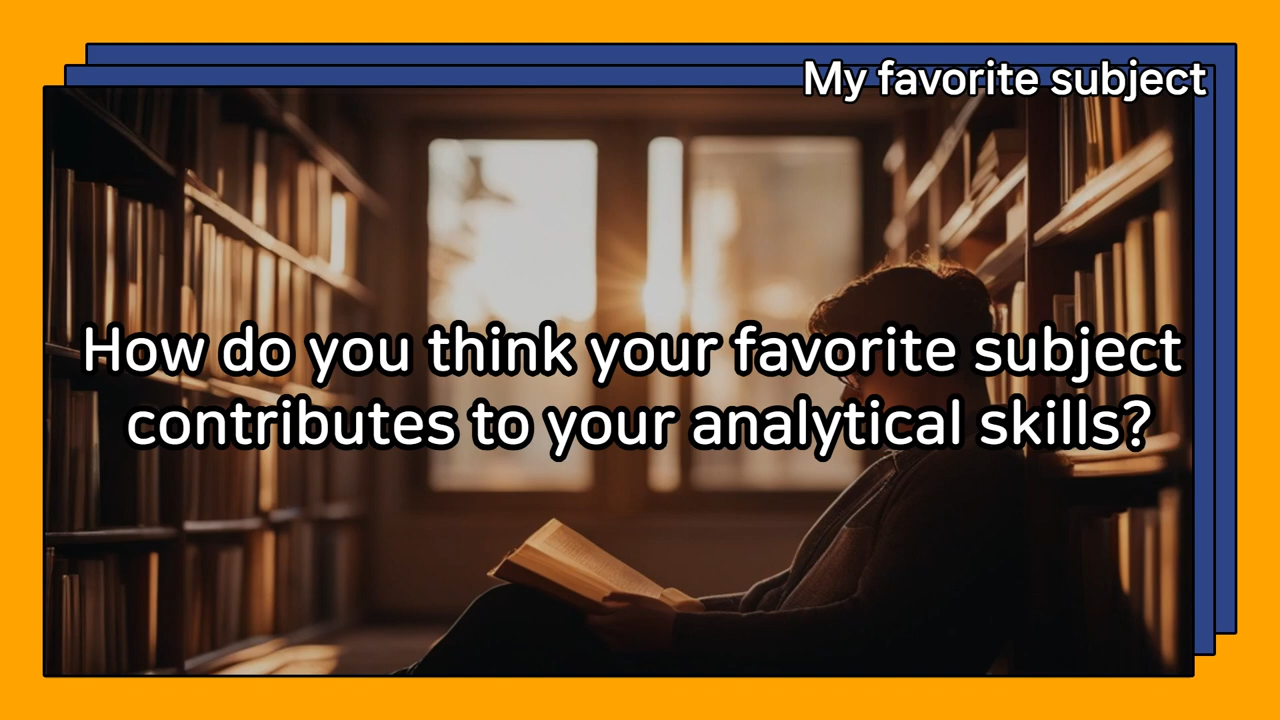 My favorite subject
How do you think your favorite subject
contributes to your analytical skills?